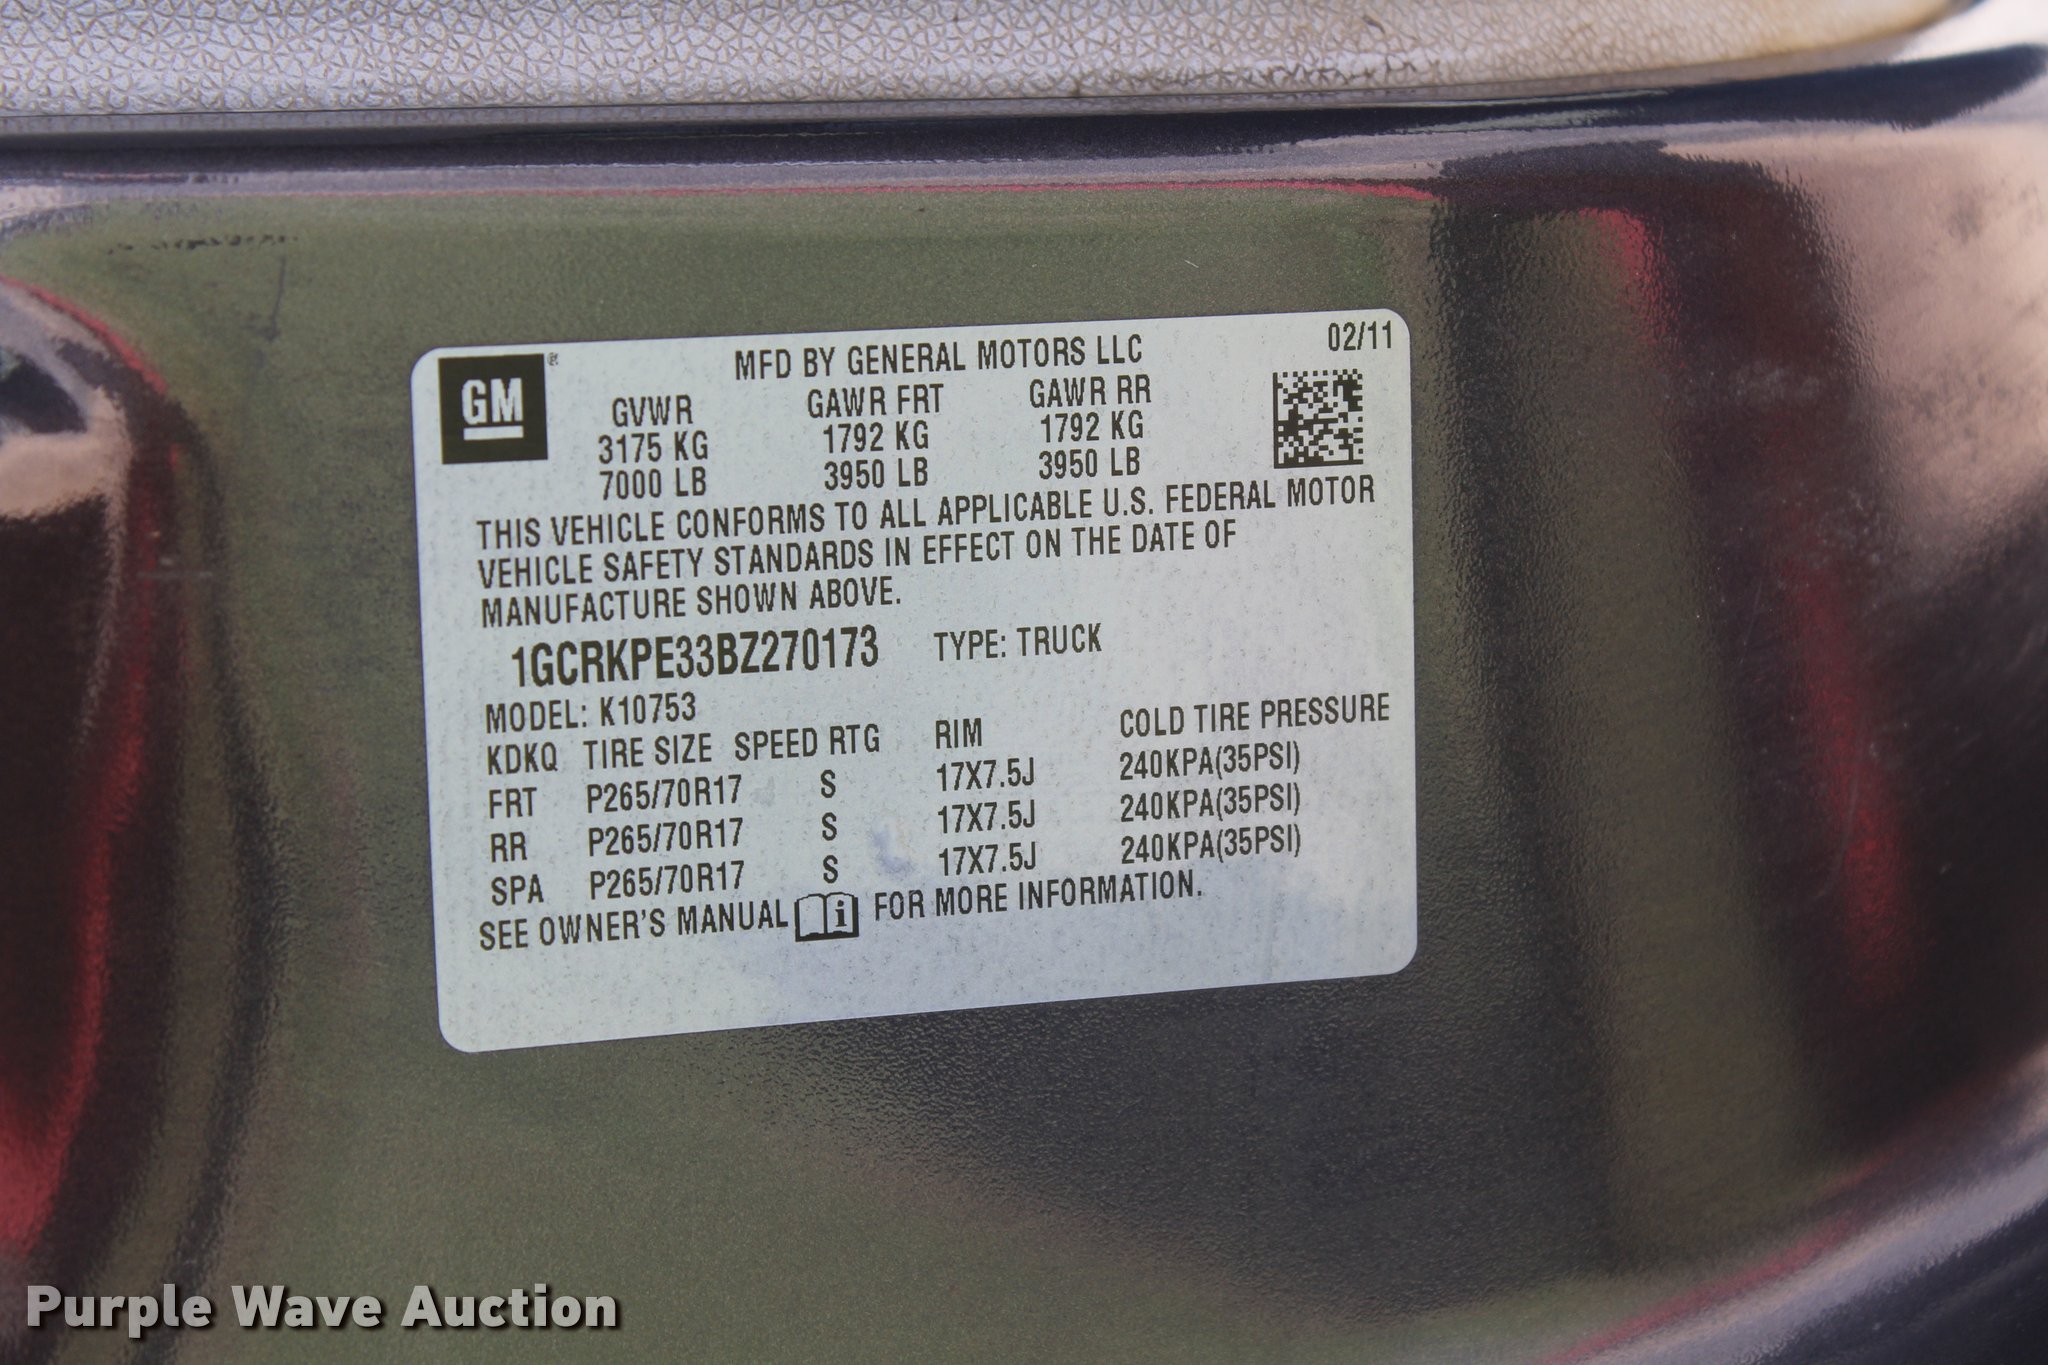 GM ®
MFD BY GENERAL MOTORS LLC
02/11
GVWR GAWR FRT GAWR RR
3175 KG 1792 KG 1792 KG
7000 LB 3950 LB 3950 LB
THIS VEHICLE CONFORMS TO ALL APPLICABLE U.S. FEDERAL MOTOR
VEHICLE SAFETY STANDARDS IN EFFECT ON THE DATE OF
MANUFACTURE SHOWN ABOVE.
1GCRKPE33BZ270173 TYPE: TRUCK
MODEL: K10753
KDKQ TIRE SIZE SPEED RTG RIM COLD TIRE PRESSURE
FRT P265/70R17 S 17X7.5J 240KPA(35PSI)
RR P265/70R17 S 17X7.5J 240KPA(35PSI)
SPA P265/70R17 S 17X7.5J 240KPA(35PSI)
SEE OWNER'S MANUAL i FOR MORE INFORMATION.
Purple Wave Auction